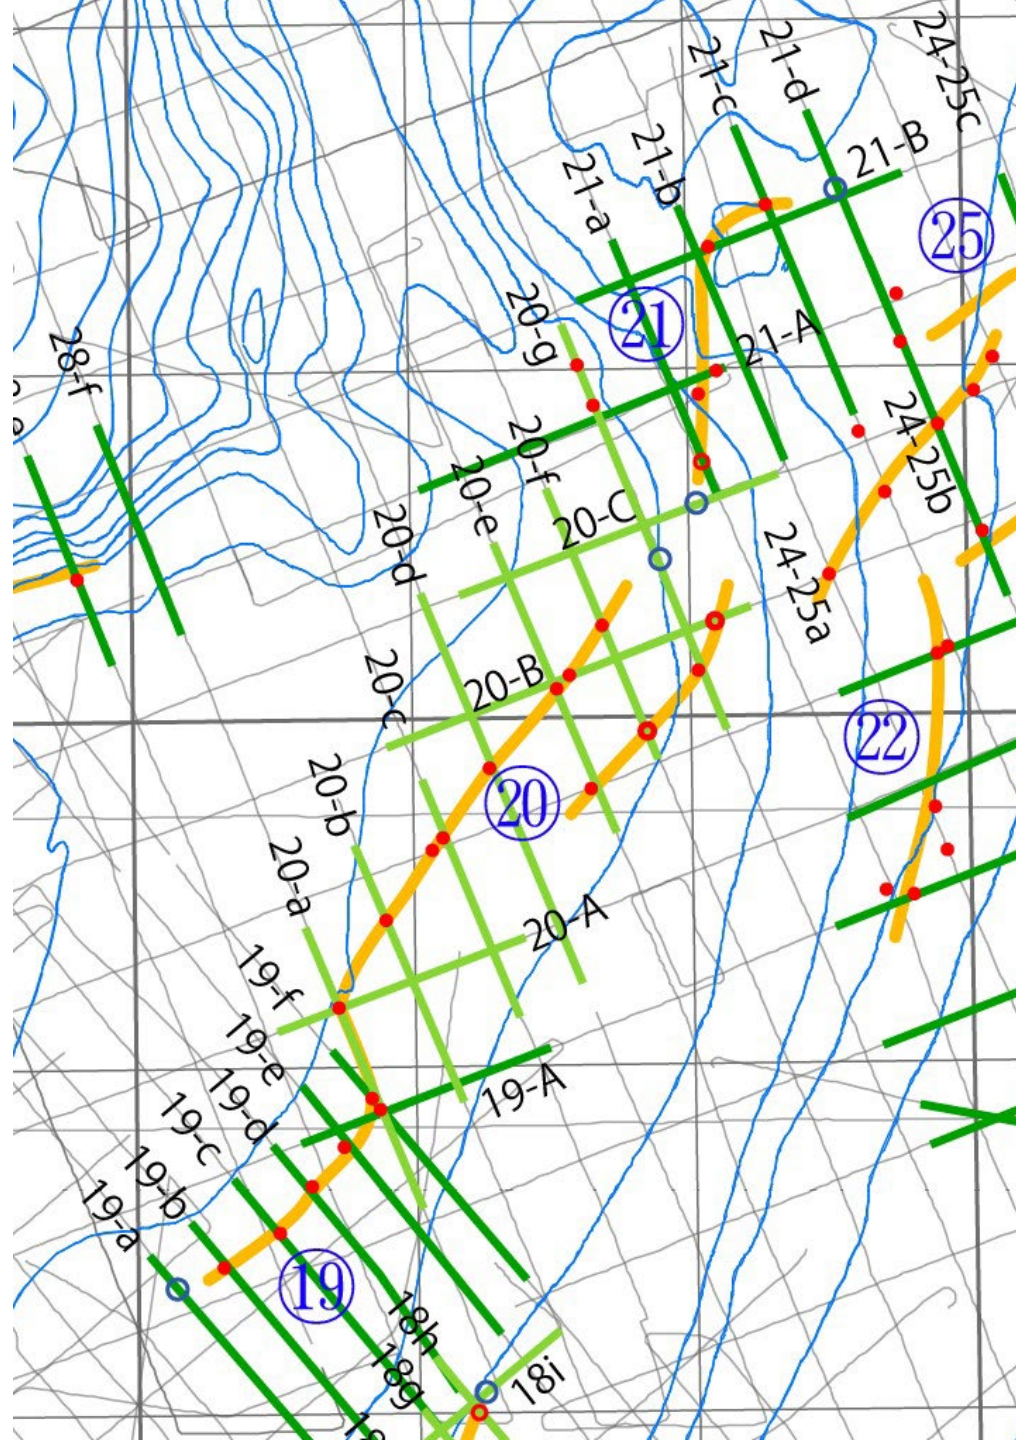 24-25c
21-d
21-c
21-B
21-b
21-a
㉕
20-g
㉑
21-A
28-f
20-f
24-25b
20-e
20-C
20-d
24-25a
20-c
20-B
㉒
20-b
⑳
20-a
20-A
19-f
19-e
19-A
19-d
19-c
19-b
19-a
⑲
18h
18g
18i